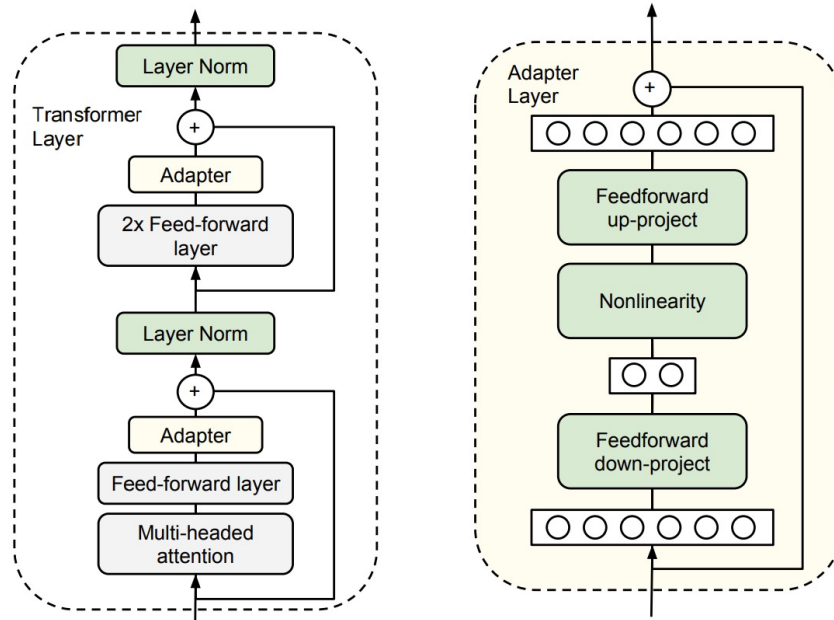 Layer Norm
Transformer
Layer
+
Adapter
2x Feed-forward
layer
Layer Norm
+
Adapter
Feed-forward layer
Multi-headed
attention
Adapter
Layer
+
Feedforward
up-project
Nonlinearity
Feedforward
down-project